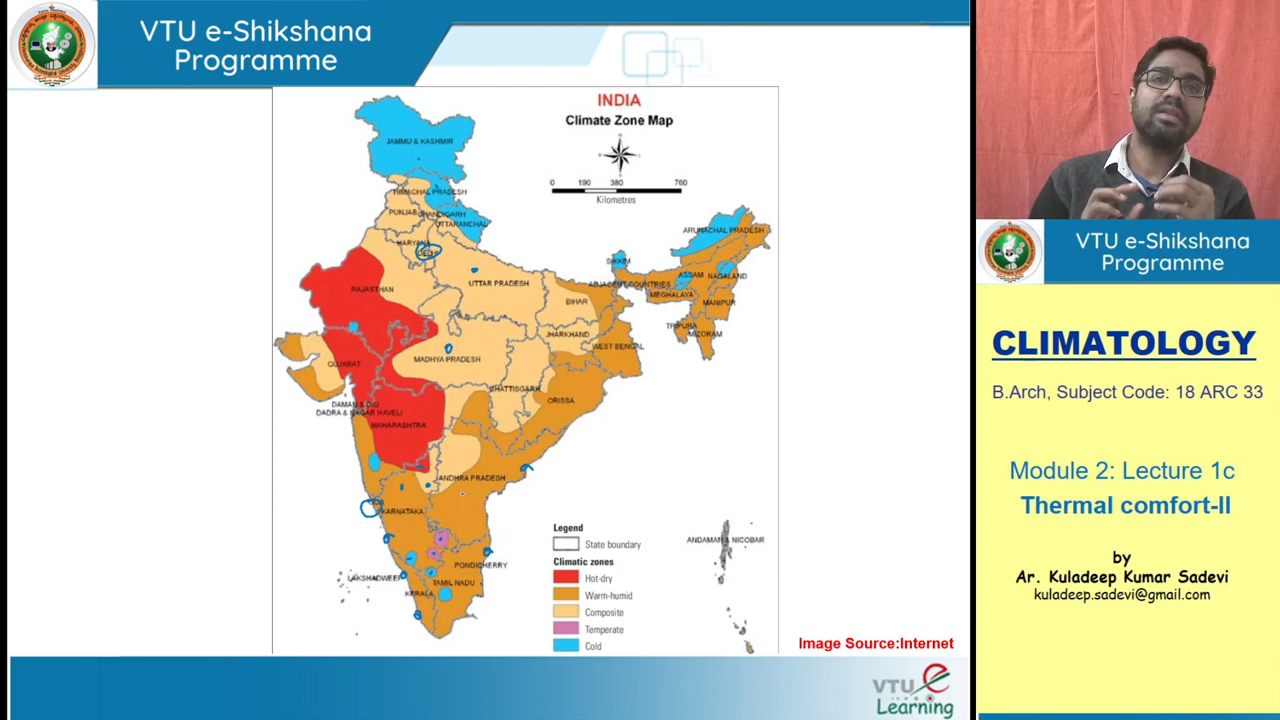 VTU e-Shikshana
Programme
INDIA
Climate Zone Map
0 190 380 760
Kilometres
JAMMU & KASHMIR
HIMACHAL PRADESH
PUNJAB
CHANDIGARH
UTTARANCHAL
HARYANA
DELHI
ARUNACHAL PRADESH
SIKKIM
RAJASTHAN
UTTAR PRADESH
ADJACENT COUNTRIES
ASSAM
NAGALAND
MEGHALAYA
BIHAR
MANIPUR
TRIPURA
MIZORAM
JHARKHAND
WEST BENGAL
GUJARAT
MADHYA PRADESH
CHATTISGARH
ORISSA
DAMAN & DIU
DADRA & NAGAR HAVELI
MAHARASHTRA
ANDHRA PRADESH
KARNATAKA
ANDAMAN & NICOBAR
PONDICHERRY
LAKSHADWEEP
TAMIL NADU
KERALA
Legend
State boundary
Climatic zones
Hot-dry
Warm-humid
Composite
Temperate
Cold
Image Source:Internet
VTU e
Learning
VTU e-Shikshana
Programme
CLIMATOLOGY
B.Arch, Subject Code: 18 ARC 33
Module 2: Lecture 1c
Thermal comfort-II
by
Ar. Kuladeep Kumar Sadevi
kuladeep.sadevi@gmail.com